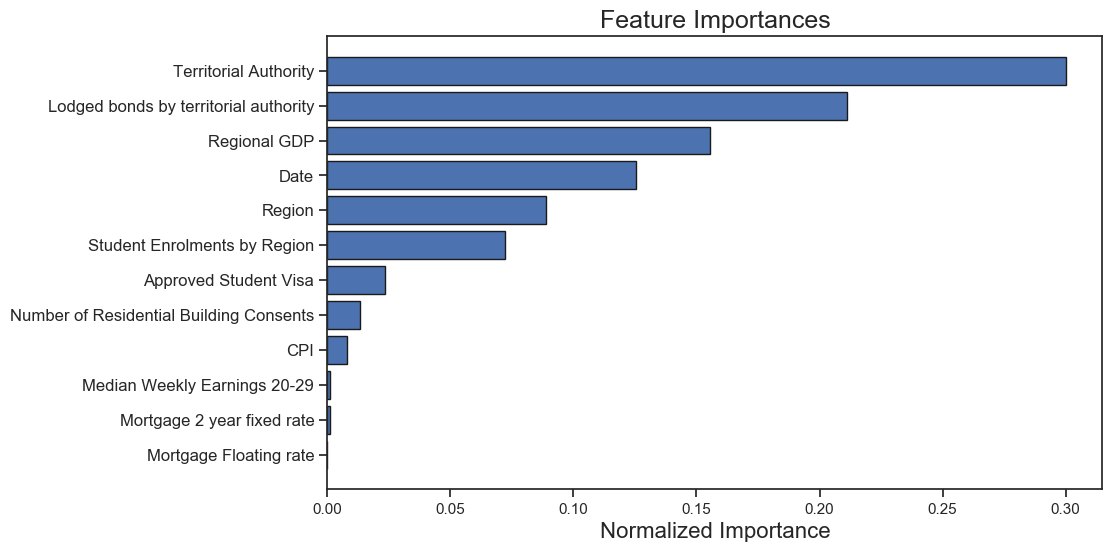 Feature Importances
Territorial Authority
Lodged bonds by territorial authority
Regional GDP
Date
Region
Student Enrolments by Region
Approved Student Visa
Number of Residential Building Consents
CPI
Median Weekly Earnings 20-29
Mortgage 2 year fixed rate
Mortgage Floating rate
0.00 0.05 0.10 0.15 0.20 0.25 0.30
Normalized Importance